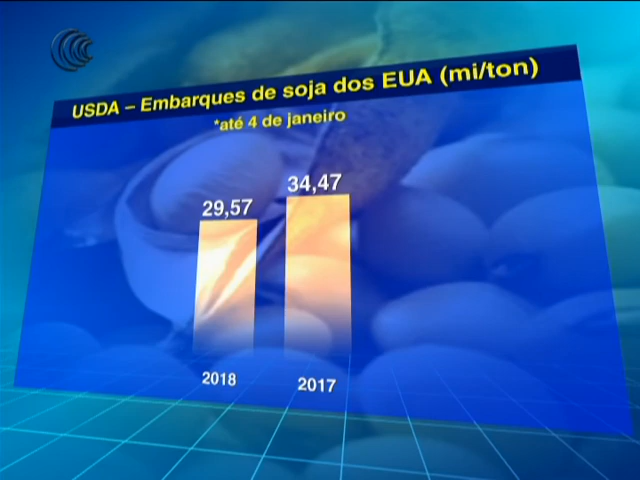 USDA – Embarques de soja dos EUA (mi/ton)
*até 4 de janeiro
29,57 34,47
2018 2017